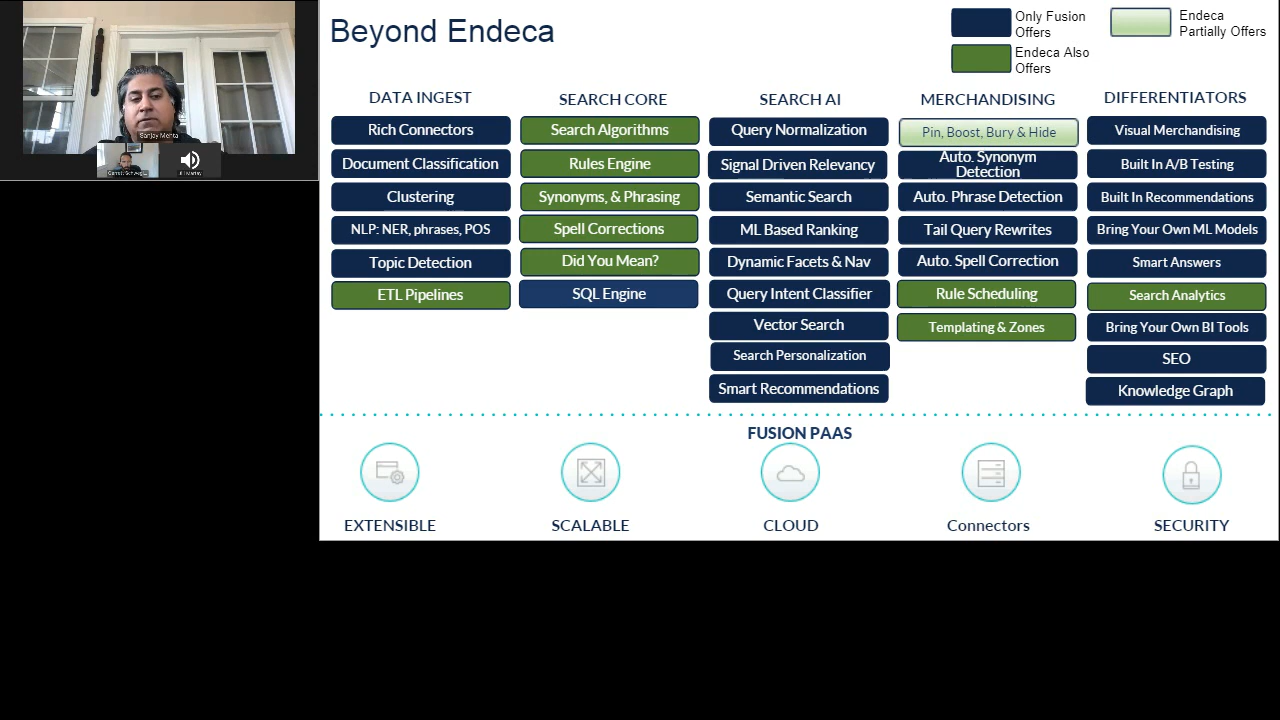 Beyond Endeca
Only Fusion
Offers
Endeca Also
Offers
Endeca
Partially Offers
DATA INGEST
Rich Connectors
Document Classification
Clustering
NLP: NER, phrases, POS
Topic Detection
ETL Pipelines
SEARCH CORE
Search Algorithms
Rules Engine
Synonyms, & Phrasing
Spell Corrections
Did You Mean?
SQL Engine
SEARCH AI
Query Normalization
Signal Driven Relevancy
Semantic Search
ML Based Ranking
Dynamic Facets & Nav
Query Intent Classifier
Vector Search
Search Personalization
Smart Recommendations
MERCHANDISING
Pin, Boost, Bury & Hide
Auto. Synonym
Detection
Auto. Phrase Detection
Tail Query Rewrites
Auto. Spell Correction
Rule Scheduling
Templating & Zones
DIFFERENTIATORS
Visual Merchandising
Built In A/B Testing
Built In Recommendations
Bring Your Own ML Models
Smart Answers
Search Analytics
Bring Your Own BI Tools
SEO
Knowledge Graph
FUSION PAAS
EXTENSIBLE
SCALABLE
CLOUD
Connectors
SECURITY
Sanjay Mehta